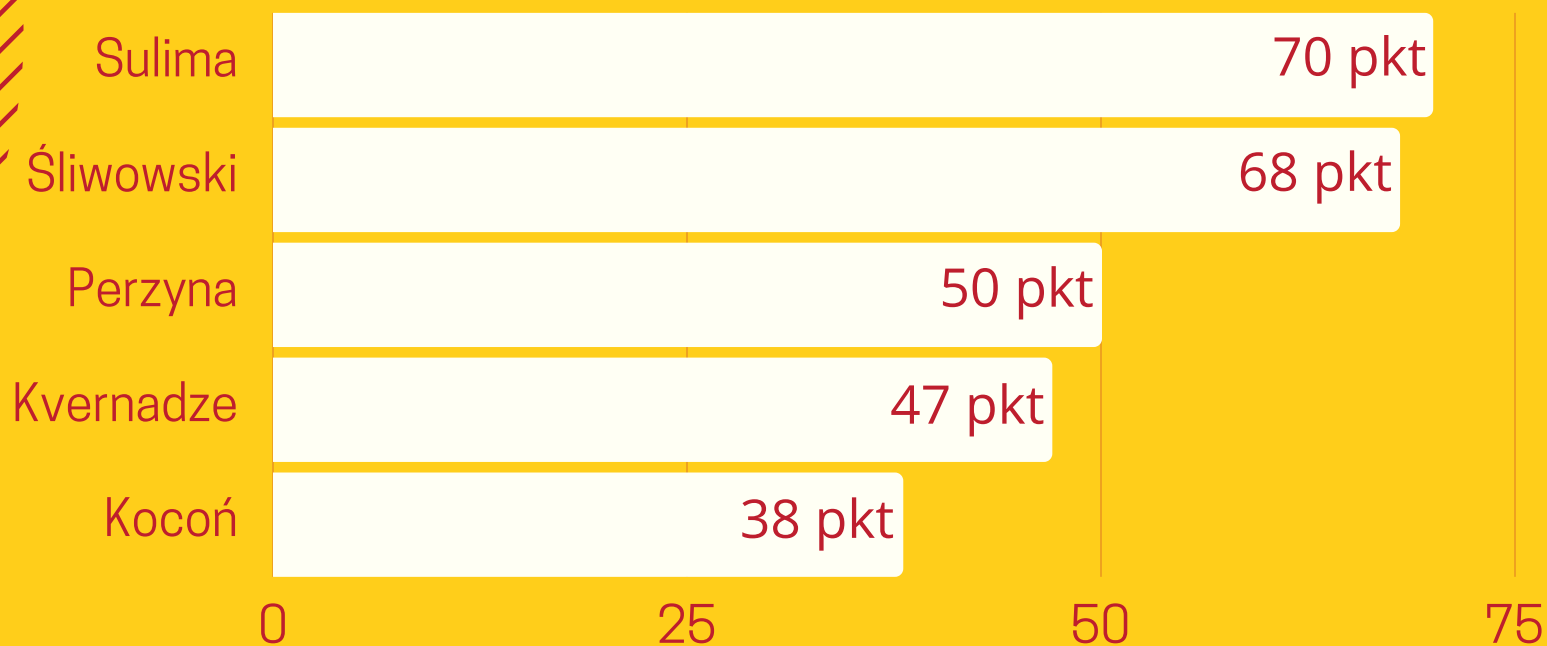 Sulima 70 pkt
Śliwowski 68 pkt
Perzyna 50 pkt
Kvernadze 47 pkt
Kocoń 38 pkt
0 25 50 75